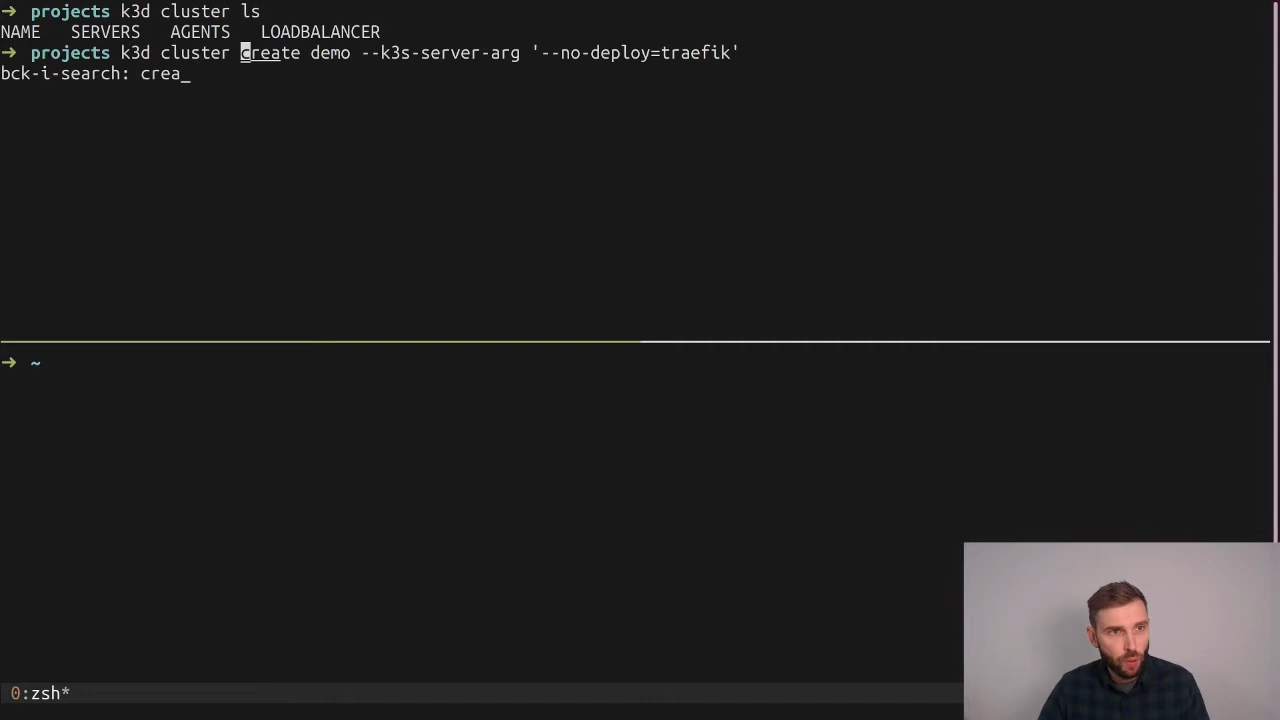 ➜ projects k3d cluster ls
NAME SERVERS AGENTS LOADBALANCER
➜ projects k3d cluster create demo --k3s-server-arg '--no-deploy=traefik'
bck-i-search: crea_
➜ ~
0:zsh*